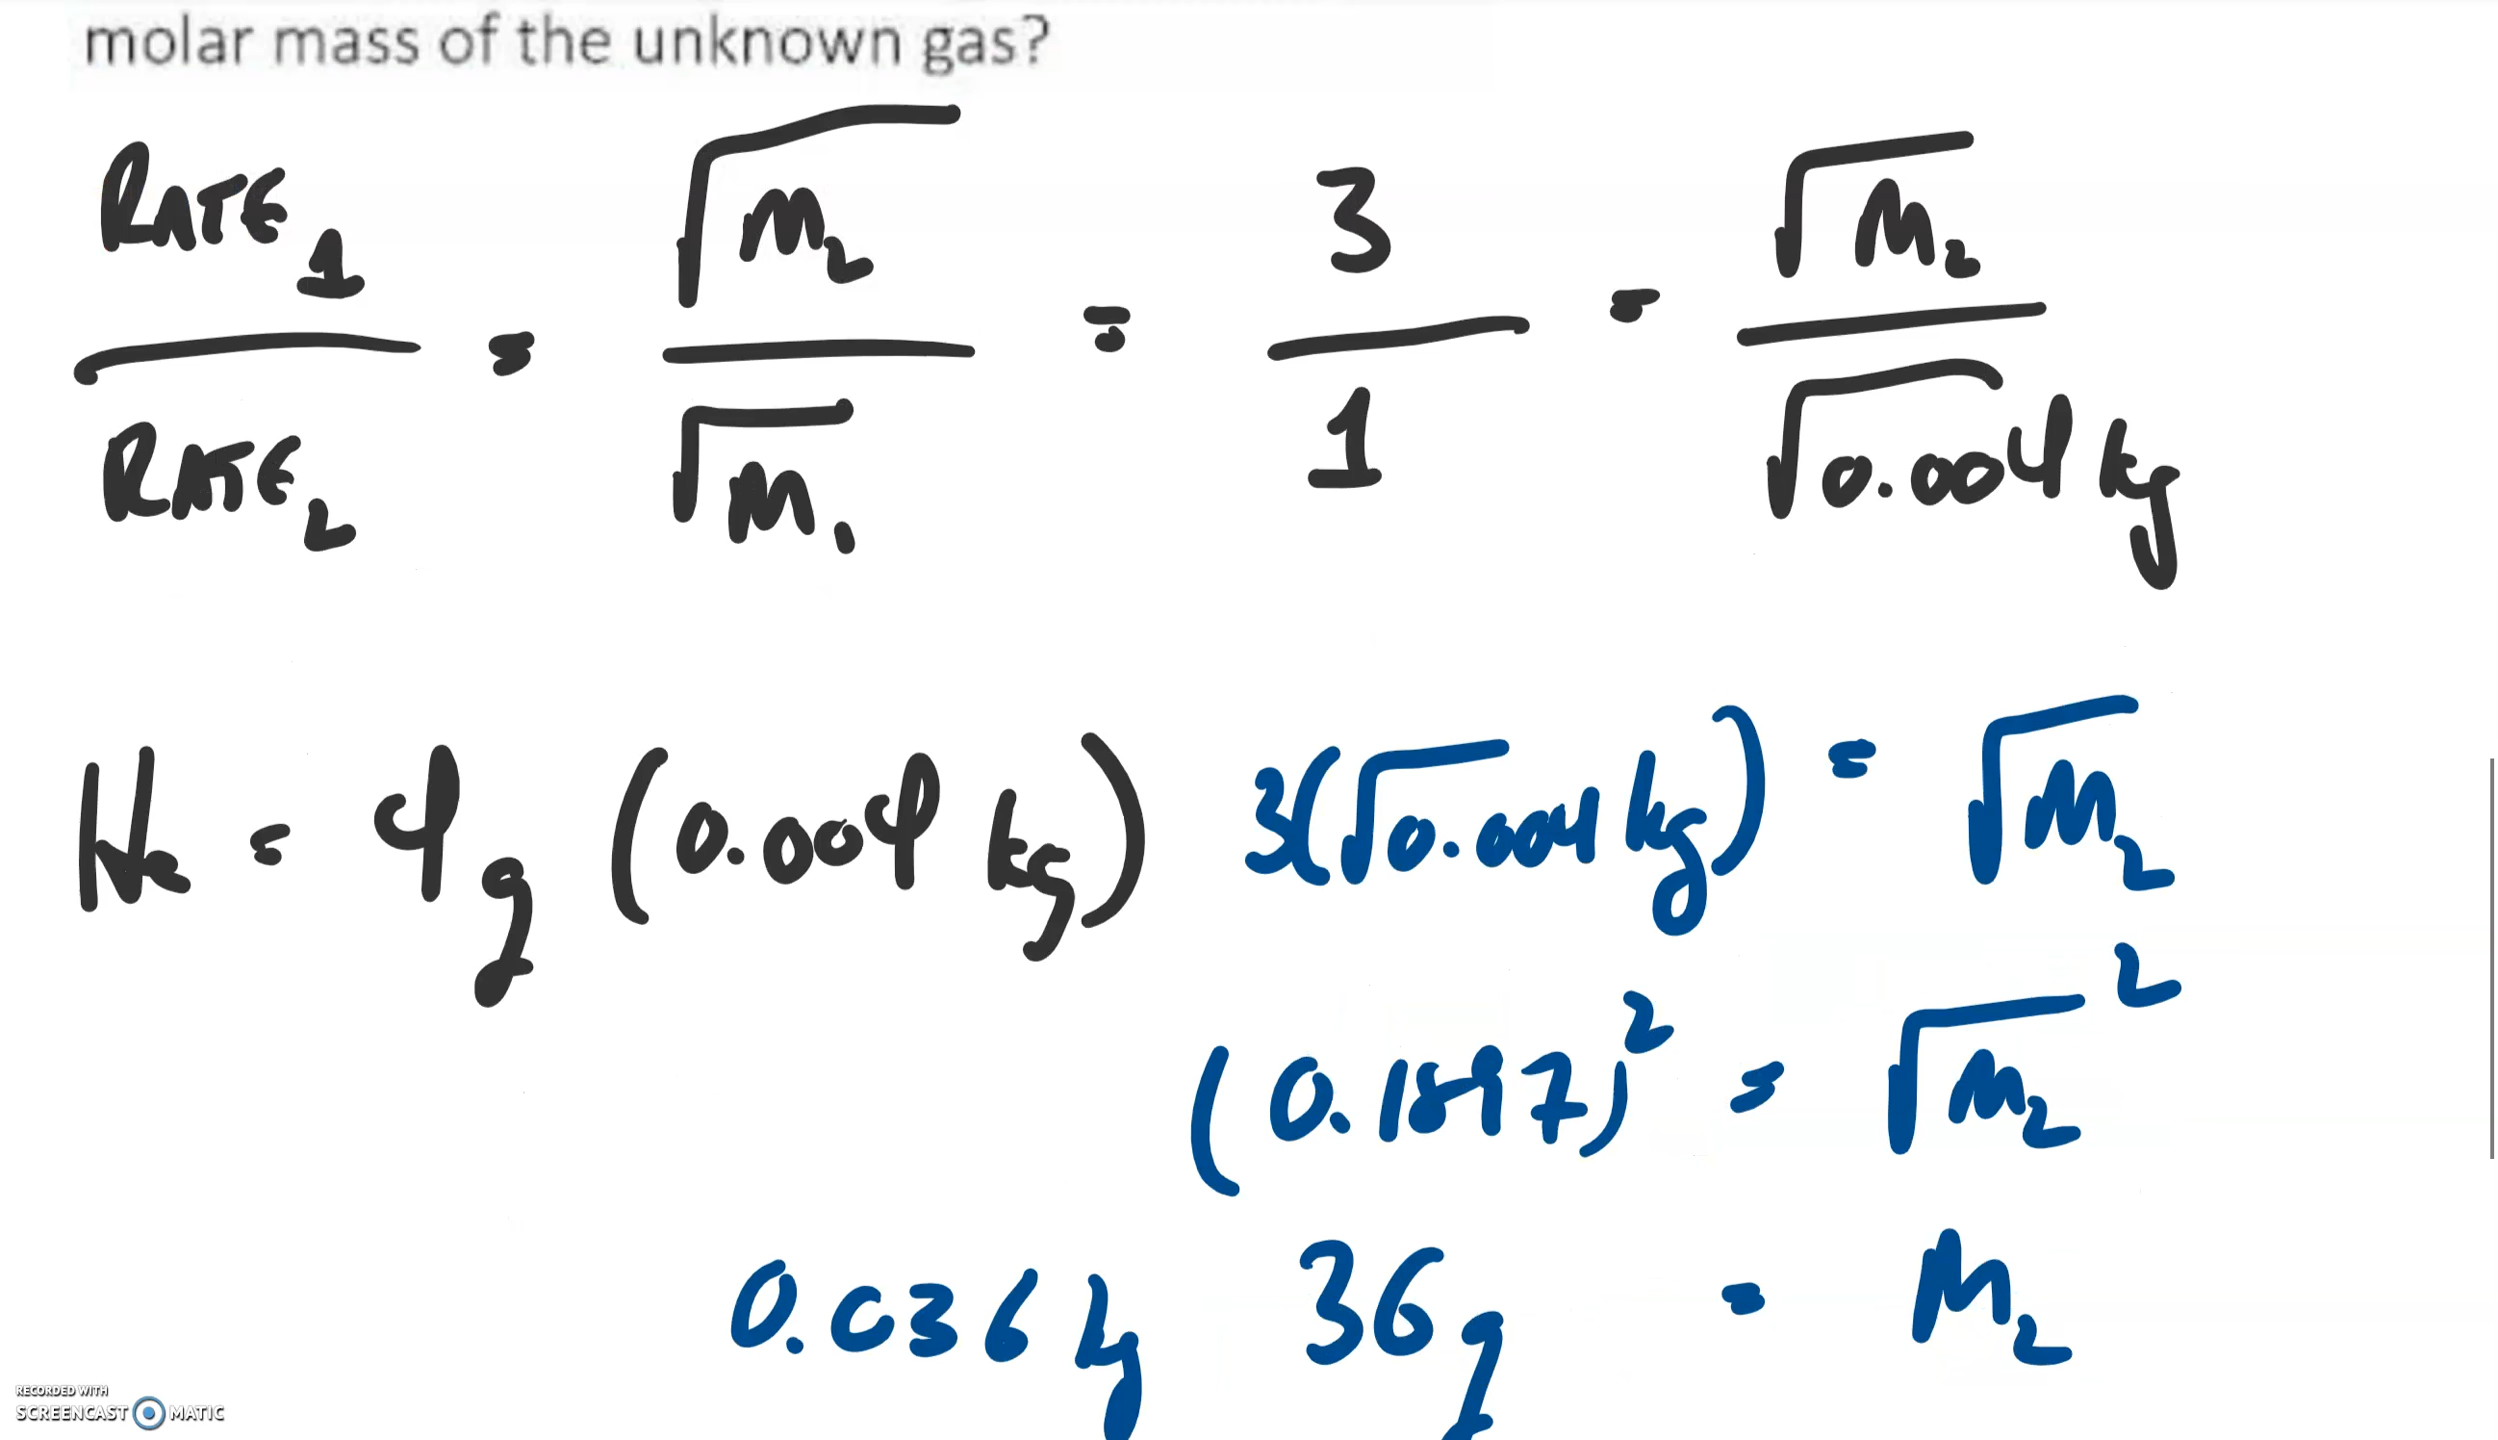 molar mass of the unknown gas?
RATE₁ / RATE₂ = √M₂ / √M₁ = 3 / 1 = √M₂ / √0.004 kg
He = 4g (0.004 kg) 3(√0.004 kg) = √M₂
(0.1897)² = √M₂²
0.036 kg 36g = M₂
RECORDED WITH
SCREENCAST MATIC